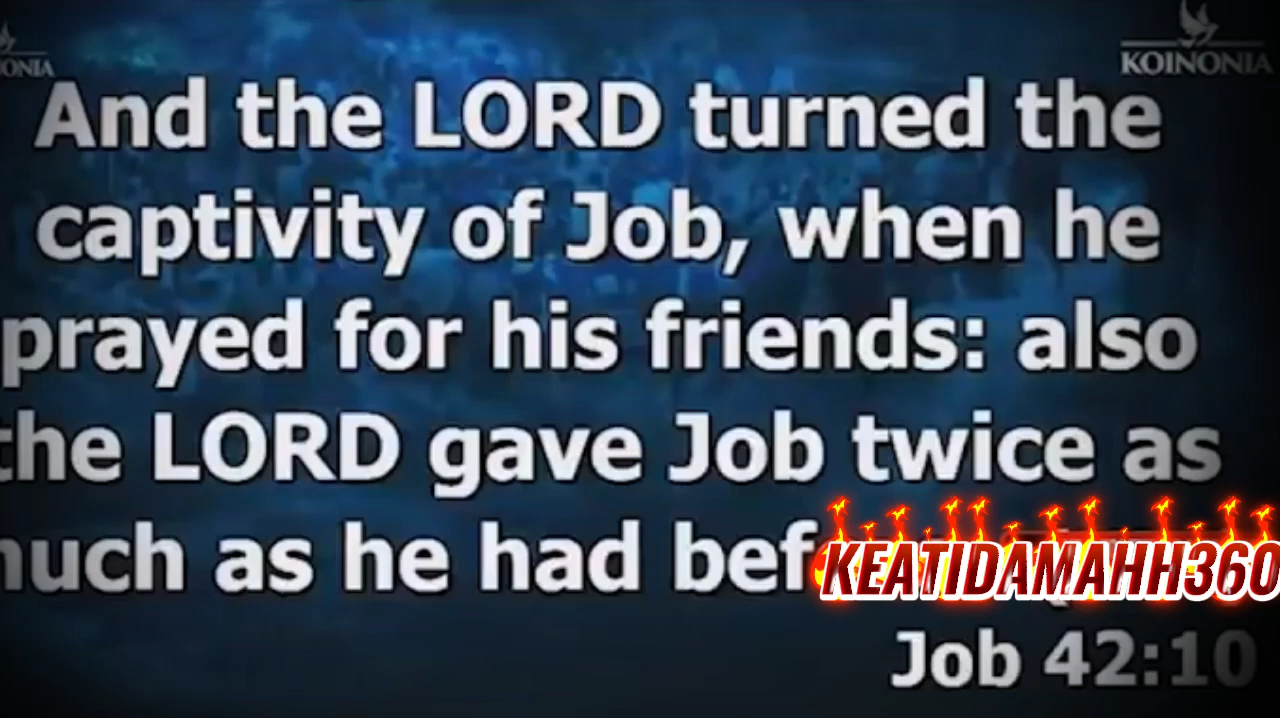 ONIA
KOINONIA
And the LORD turned the
captivity of Job, when he
prayed for his friends: also
the LORD gave Job twice as
much as he had bef
KEATIDAMAHH360
Job 42:10